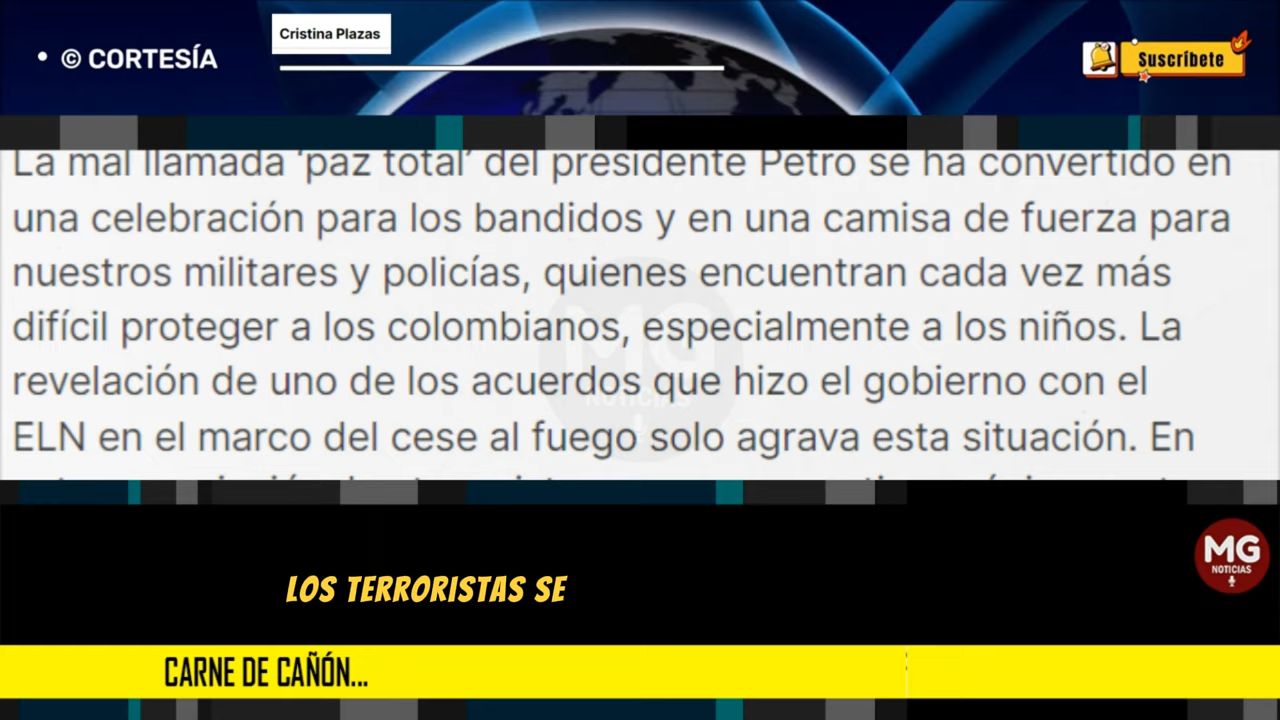 Cristina Plazas
• © CORTESÍA
Suscríbete
La mal llamada 'paz total' del presidente Petro se ha convertido en
una celebración para los bandidos y en una camisa de fuerza para
nuestros militares y policías, quienes encuentran cada vez más
difícil proteger a los colombianos, especialmente a los niños. La
revelación de uno de los acuerdos que hizo el gobierno con el
ELN en el marco del cese al fuego solo agrava esta situación. En
MG
NOTICIAS
MG
NOTICIAS
LOS TERRORISTAS SE
CARNE DE CAÑÓN...